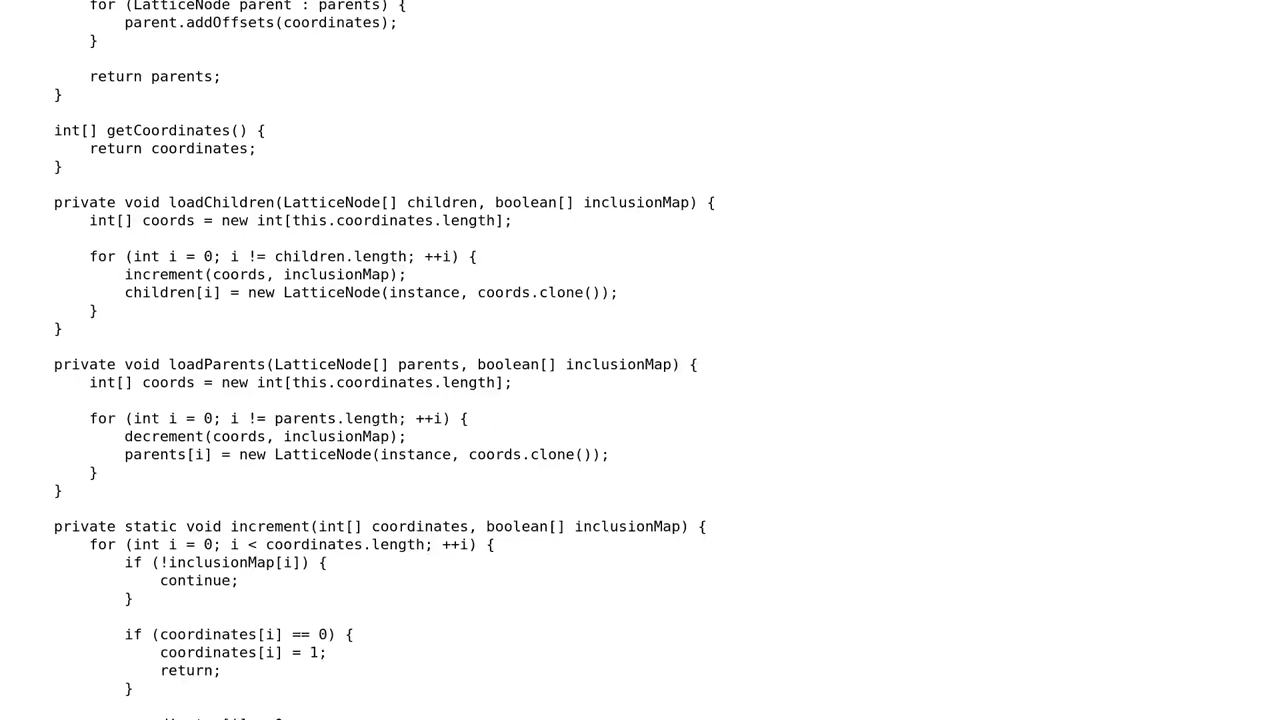 for (LatticeNode parent : parents) {
parent.addOffsets(coordinates);
}
return parents;
}
int[] getCoordinates() {
return coordinates;
}
private void loadChildren(LatticeNode[] children, boolean[] inclusionMap) {
int[] coords = new int[this.coordinates.length];
for (int i = 0; i != children.length; ++i) {
increment(coords, inclusionMap);
children[i] = new LatticeNode(instance, coords.clone());
}
}
private void loadParents(LatticeNode[] parents, boolean[] inclusionMap) {
int[] coords = new int[this.coordinates.length];
for (int i = 0; i != parents.length; ++i) {
decrement(coords, inclusionMap);
parents[i] = new LatticeNode(instance, coords.clone());
}
}
private static void increment(int[] coordinates, boolean[] inclusionMap) {
for (int i = 0; i < coordinates.length; ++i) {
if (!inclusionMap[i]) {
continue;
}
if (coordinates[i] == 0) {
coordinates[i] = 1;
return;
}